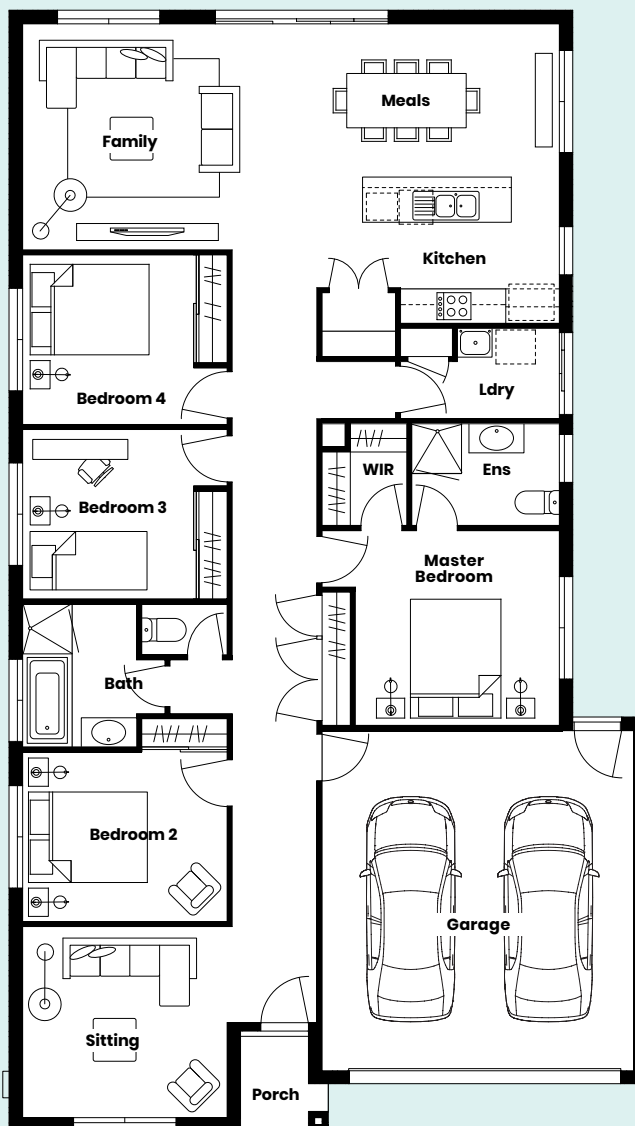 Meals
Family
Kitchen
Bedroom 4
Ldry
WIR
Ens
Bedroom 3
Master
Bedroom
Bath
Bedroom 2
Garage
Sitting
Porch